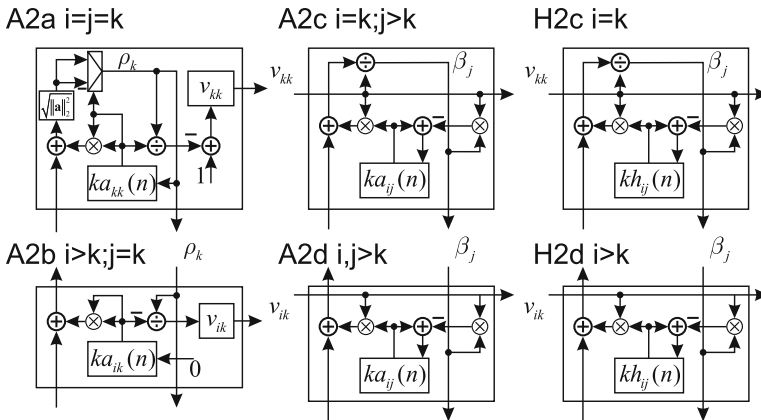 A2a i=j=k
A2c i=k;j>k
H2c i=k
ρ_k
v_kk
β_j
v_kk
β_j
v_kk
√‖a‖₂²
−
−
−
−
1
ka_kk(n)
ka_ij(n)
kh_ij(n)
A2b i>k;j=k
ρ_k
A2d i,j>k
β_j
H2d i>k
β_j
v_ik
v_ik
−
v_ik
−
−
ka_ik(n)
0
ka_ij(n)
kh_ij(n)